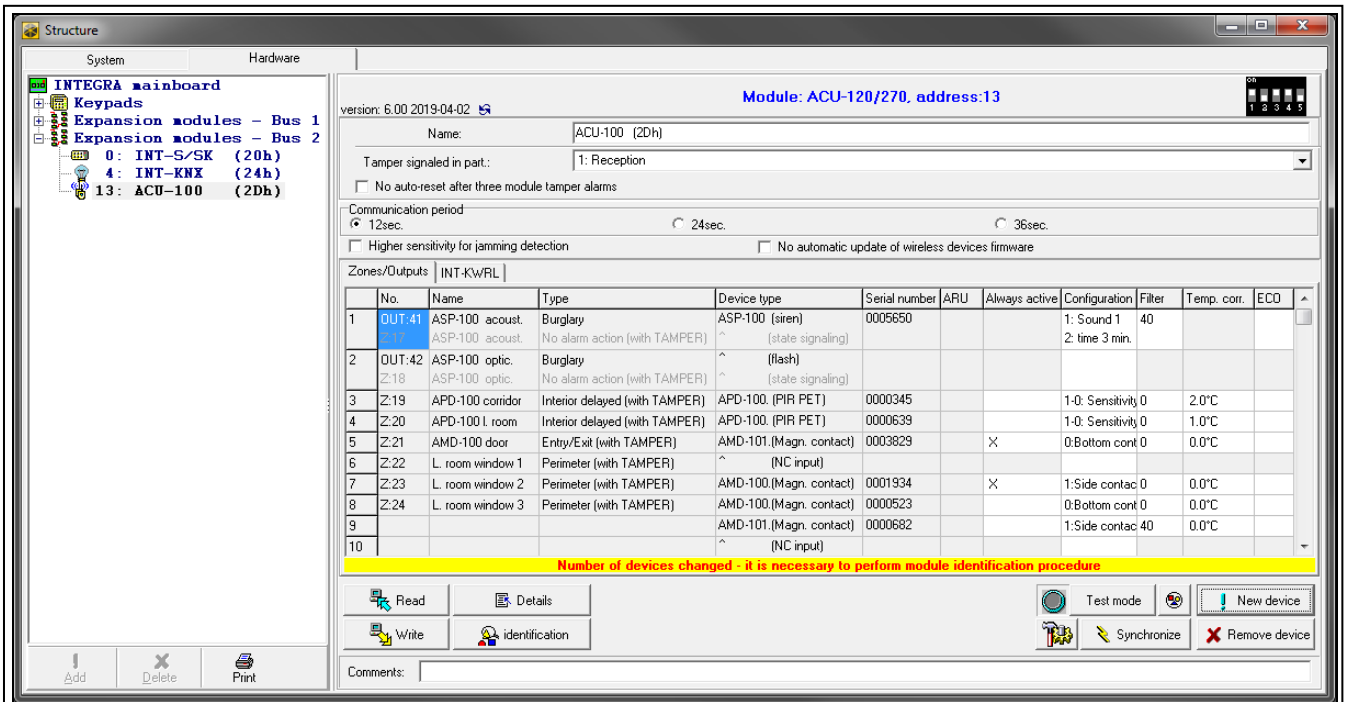 Structure
System Hardware
INTEGRA mainboard
Keypads
Expansion modules - Bus 1
Expansion modules - Bus 2
0: INT-S/SK (20h)
4: INT-KNX (24h)
13: ACU-100 (2Dh)
Add Delete Print
version: 6.00 2019-04-02 Module: ACU-120/270, address:13
on
1 2 3 4 5
Name: ACU-100 (2Dh)
Tamper signaled in part.: 1: Reception
No auto-reset after three module tamper alarms
Communication period
12sec. 24sec. 36sec.
Higher sensitivity for jamming detection No automatic update of wireless devices firmware
Zones/Outputs INT-KWRL
No. Name Type Device type Serial number ARU Always active Configuration Filter Temp. corr. ECO
1 OUT:41 ASP-100 acoust. Burglary ASP-100 (siren) 0005650 1: Sound 1 40
Z:17 ASP-100 acoust. No alarm action (with TAMPER) ^ (state signaling) 2: time 3 min.
2 OUT:42 ASP-100 optic. Burglary ^ (flash)
Z:18 ASP-100 optic. No alarm action (with TAMPER) ^ (state signaling)
3 Z:19 APD-100 corridor Interior delayed (with TAMPER) APD-100. (PIR PET) 0000345 1-0: Sensitivity 0 2.0°C
4 Z:20 APD-100 l. room Interior delayed (with TAMPER) APD-100. (PIR PET) 0000639 1-0: Sensitivity 0 1.0°C
5 Z:21 AMD-100 door Entry/Exit (with TAMPER) AMD-101.(Magn. contact) 0003829 X 0:Bottom cont 0 0.0°C
6 Z:22 L. room window 1 Perimeter (with TAMPER) ^ (NC input)
7 Z:23 L. room window 2 Perimeter (with TAMPER) AMD-100.(Magn. contact) 0001934 X 1:Side contac 0 0.0°C
8 Z:24 L. room window 3 Perimeter (with TAMPER) AMD-100.(Magn. contact) 0000523 0:Bottom cont 0 0.0°C
9 AMD-101.(Magn. contact) 0000682 1:Side contac 40 0.0°C
10 ^ (NC input)
Number of devices changed - it is necessary to perform module identification procedure
Read Details Test mode New device
Write identification Synchronize Remove device
Comments: